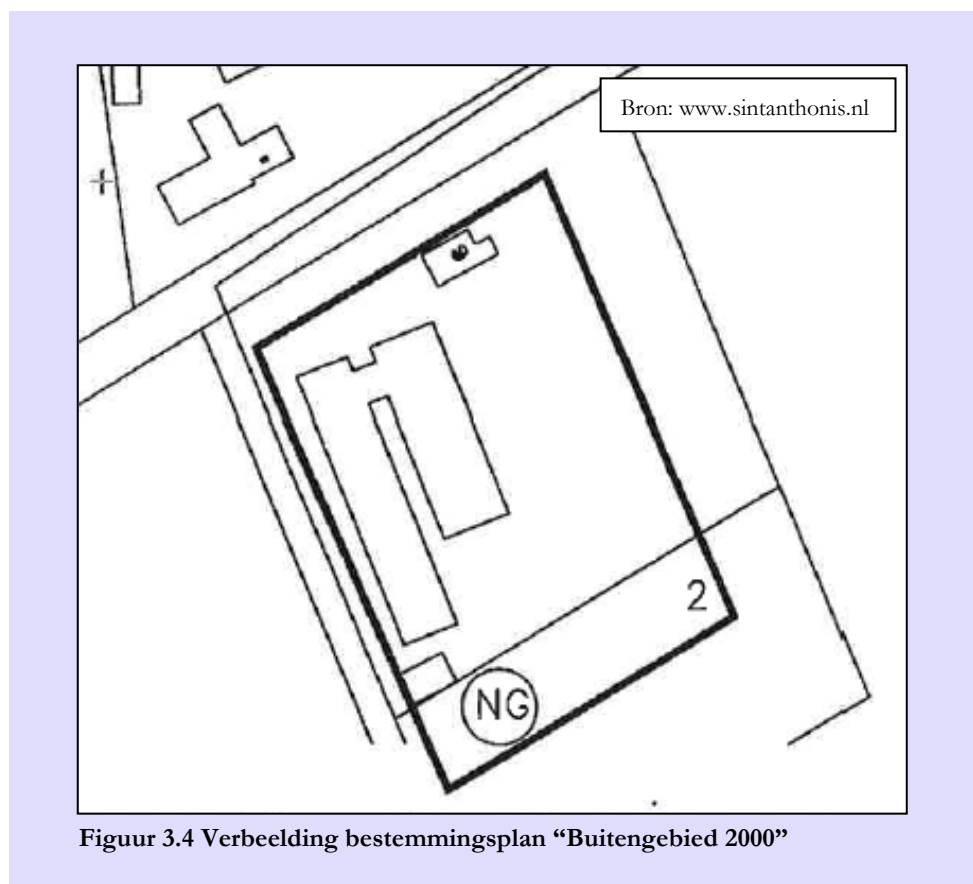 Bron: www.sintanthonis.nl
2
NG
Figuur 3.4 Verbeelding bestemmingsplan “Buitengebied 2000”